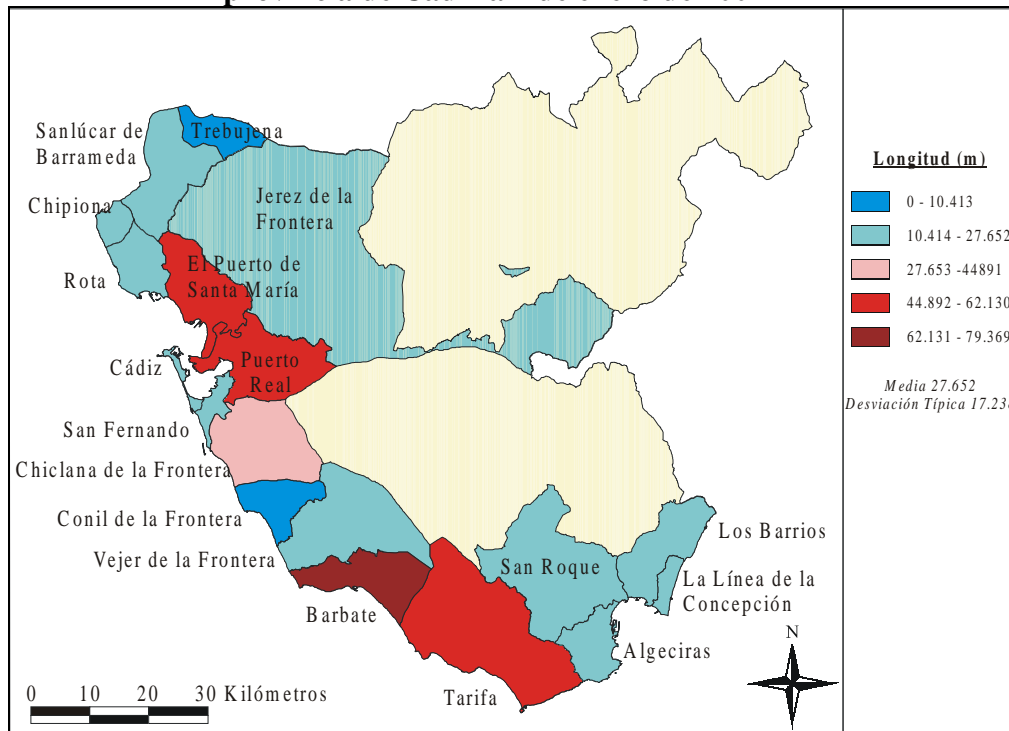 Sanlúcar de
Barrameda
Trebujena
Chipiona
Jerez de la
Frontera
Rota
El Puerto de
Santa María
Cádiz
Puerto
Real
San Fernando
Chiclana de la Frontera
Conil de la Frontera
Vejer de la Frontera
Barbate
San Roque
Los Barrios
La Línea de la
Concepción
Algeciras
Tarifa
N
0 10 20 30 Kilómetros
Longitud (m)
0 - 10.413
10.414 - 27.652
27.653 -44891
44.892 - 62.130
62.131 - 79.369
Media 27.652
Desviación Típica